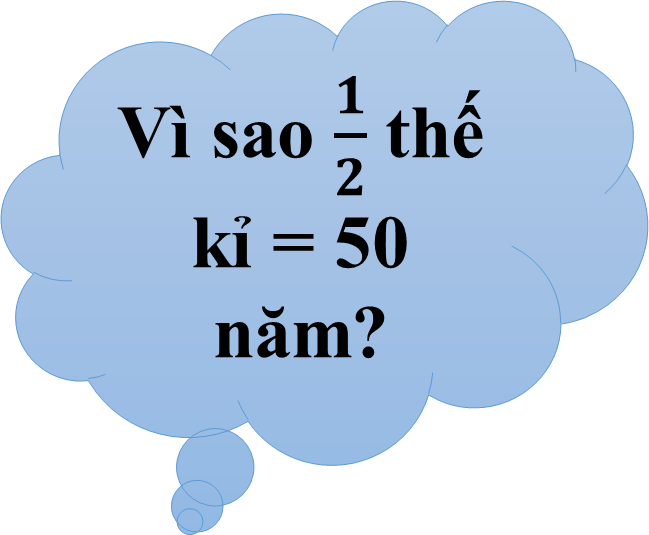 Vì sao 1/2 thế
kỉ = 50
năm?